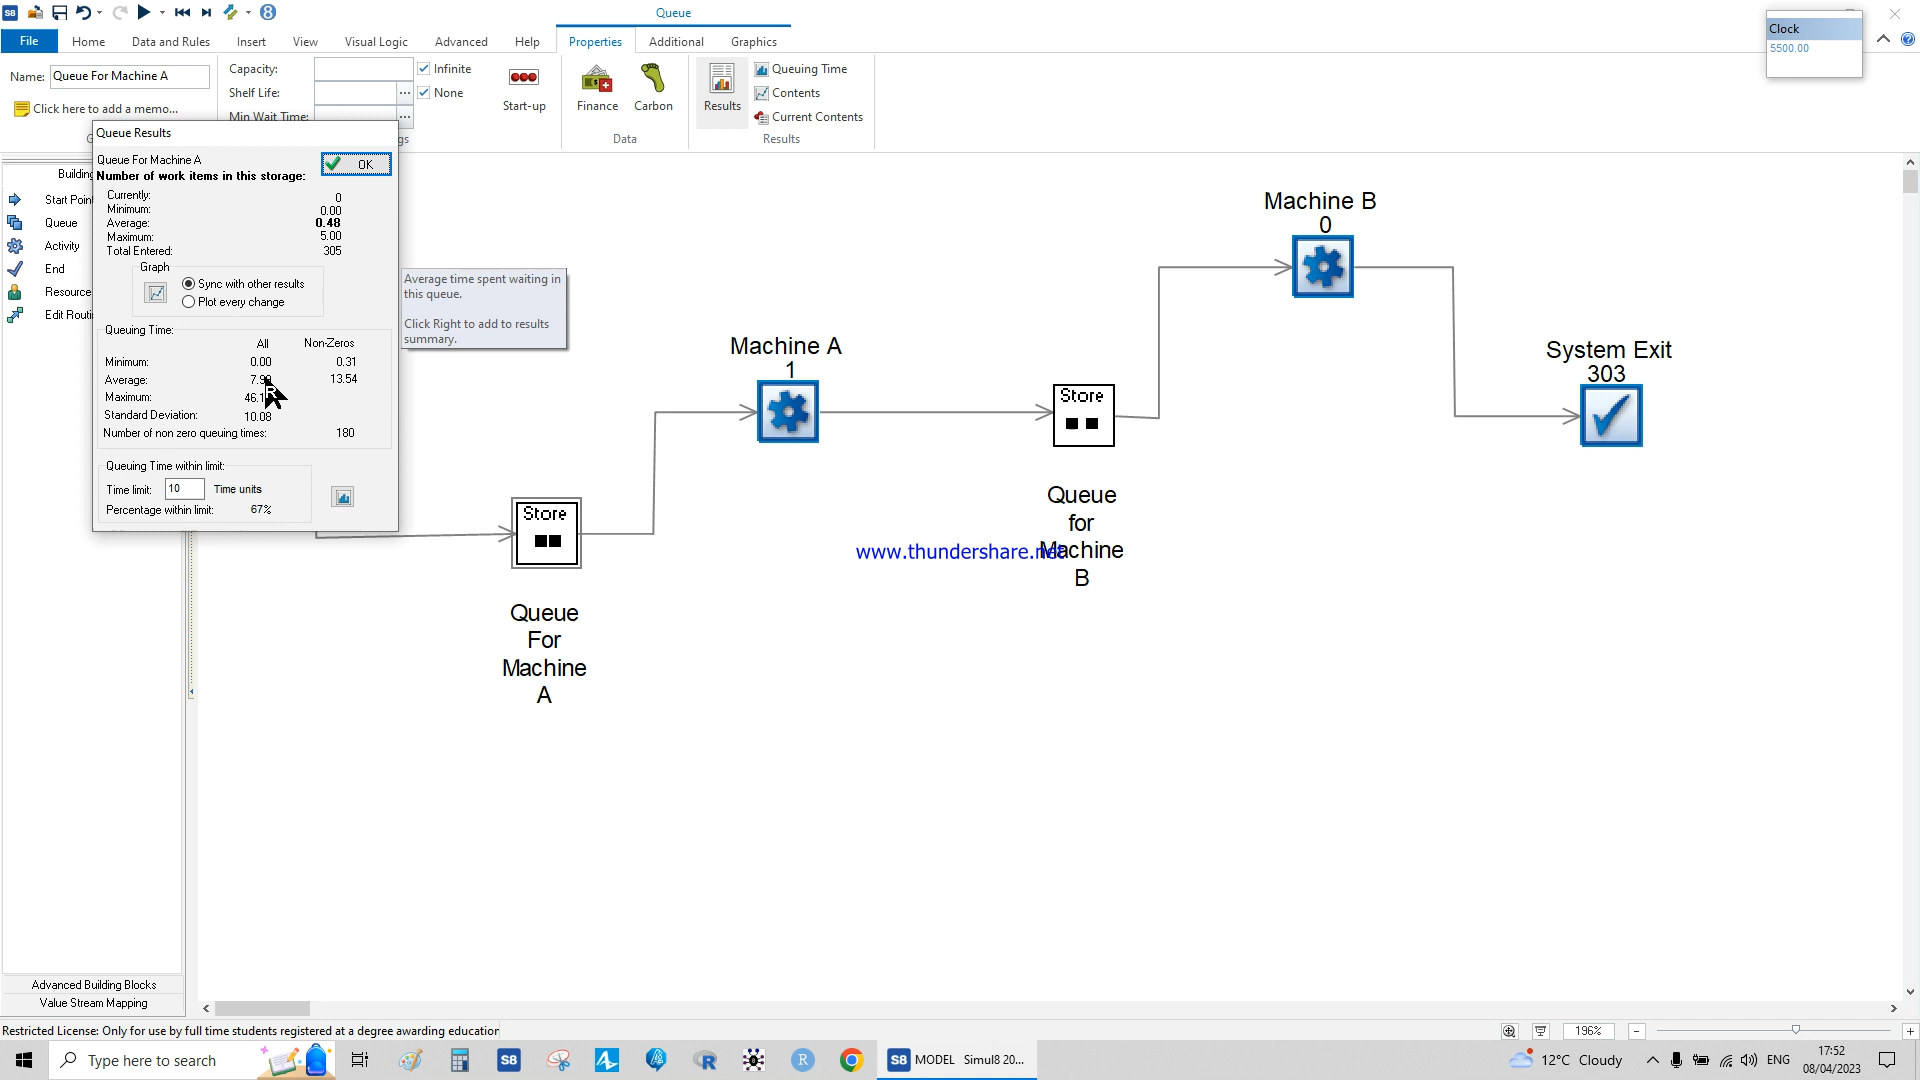 Queue
File Home Data and Rules Insert View Visual Logic Advanced Help Properties Additional Graphics
Clock
5500.00
Name: Queue For Machine A
Click here to add a memo...
Capacity: Infinite
Shelf Life: ... None
Min Wait Time: ...
Start-up
Finance Carbon
Data
Results
Queuing Time
Contents
Current Contents
Results
Queue Results
Queue For Machine A
OK
Number of work items in this storage:
Currently: 0
Minimum: 0.00
Average: 0.48
Maximum: 5.00
Total Entered: 305
Graph
Sync with other results
Plot every change
Queuing Time:
All Non-Zeros
Minimum: 0.00 0.31
Average: 13.54
Maximum:
Standard Deviation: 10.08
Number of non zero queuing times: 180
Queuing Time within limit:
Time limit: 10 Time units
Percentage within limit: 67%
Average time spent waiting in
this queue.
Click Right to add to results
summary.
Building
Start Poin
Queue
Activity
End
Resource
Edit Routi
Machine B
0
Machine A
1
System Exit
303
Store
Store
Queue
for
Machine
B
Queue
For
Machine
A
www.thundershare.net
Advanced Building Blocks
Value Stream Mapping
Restricted License: Only for use by full time students registered at a degree awarding education
196%
Type here to search
S8
R
R
S8 MODEL Simul8 20...
12°C Cloudy
ENG
17:52
08/04/2023